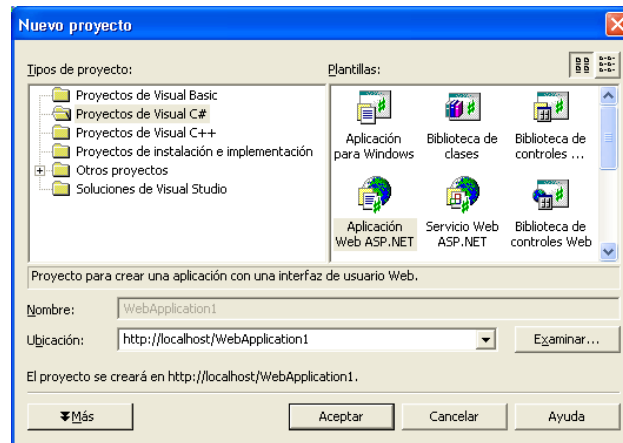 Nuevo proyecto
Tipos de proyecto:
Plantillas:
Proyectos de Visual Basic
Proyectos de Visual C#
Proyectos de Visual C++
Proyectos de instalación e implementación
Otros proyectos
Soluciones de Visual Studio
Aplicación para Windows
Biblioteca de clases
Biblioteca de controles ...
Aplicación Web ASP.NET
Servicio Web ASP.NET
Biblioteca de controles Web
Proyecto para crear una aplicación con una interfaz de usuario Web.
Nombre: WebApplication1
Ubicación: http://localhost/WebApplication1 Examinar...
El proyecto se creará en http://localhost/WebApplication1.
Más Aceptar Cancelar Ayuda